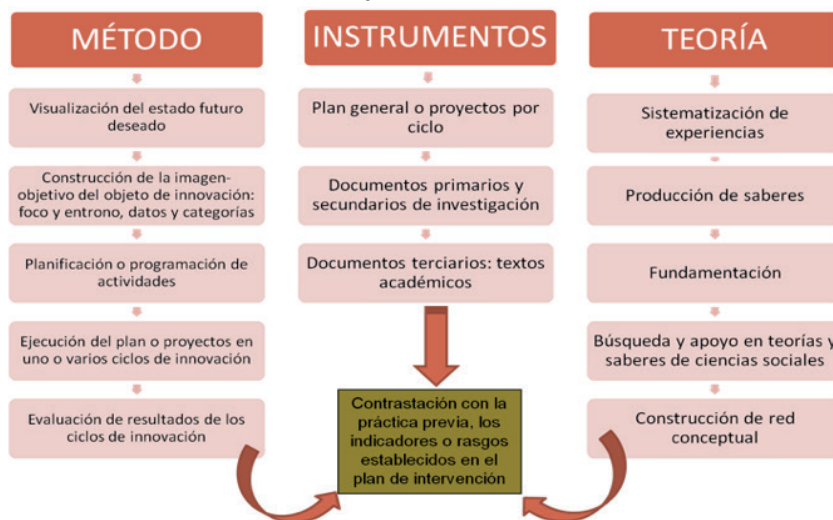 MÉTODO
Visualización del estado futuro
deseado
Construcción de la imagen-
objetivo del objeto de innovación:
foco y entrono, datos y categorías
Planificación o programación de
actividades
Ejecución del plan o proyectos en
uno o varios ciclos de innovación
Evaluación de resultados de los
ciclos de innovación
INSTRUMENTOS
Plan general o proyectos por
ciclo
Documentos primarios y
secundarios de investigación
Documentos terciarios: textos
académicos
Contrastación con la
práctica previa, los
indicadores o rasgos
establecidos en el
plan de intervención
TEORÍA
Sistematización de
experiencias
Producción de saberes
Fundamentación
Búsqueda y apoyo en teorías y
saberes de ciencias sociales
Construcción de red
conceptual